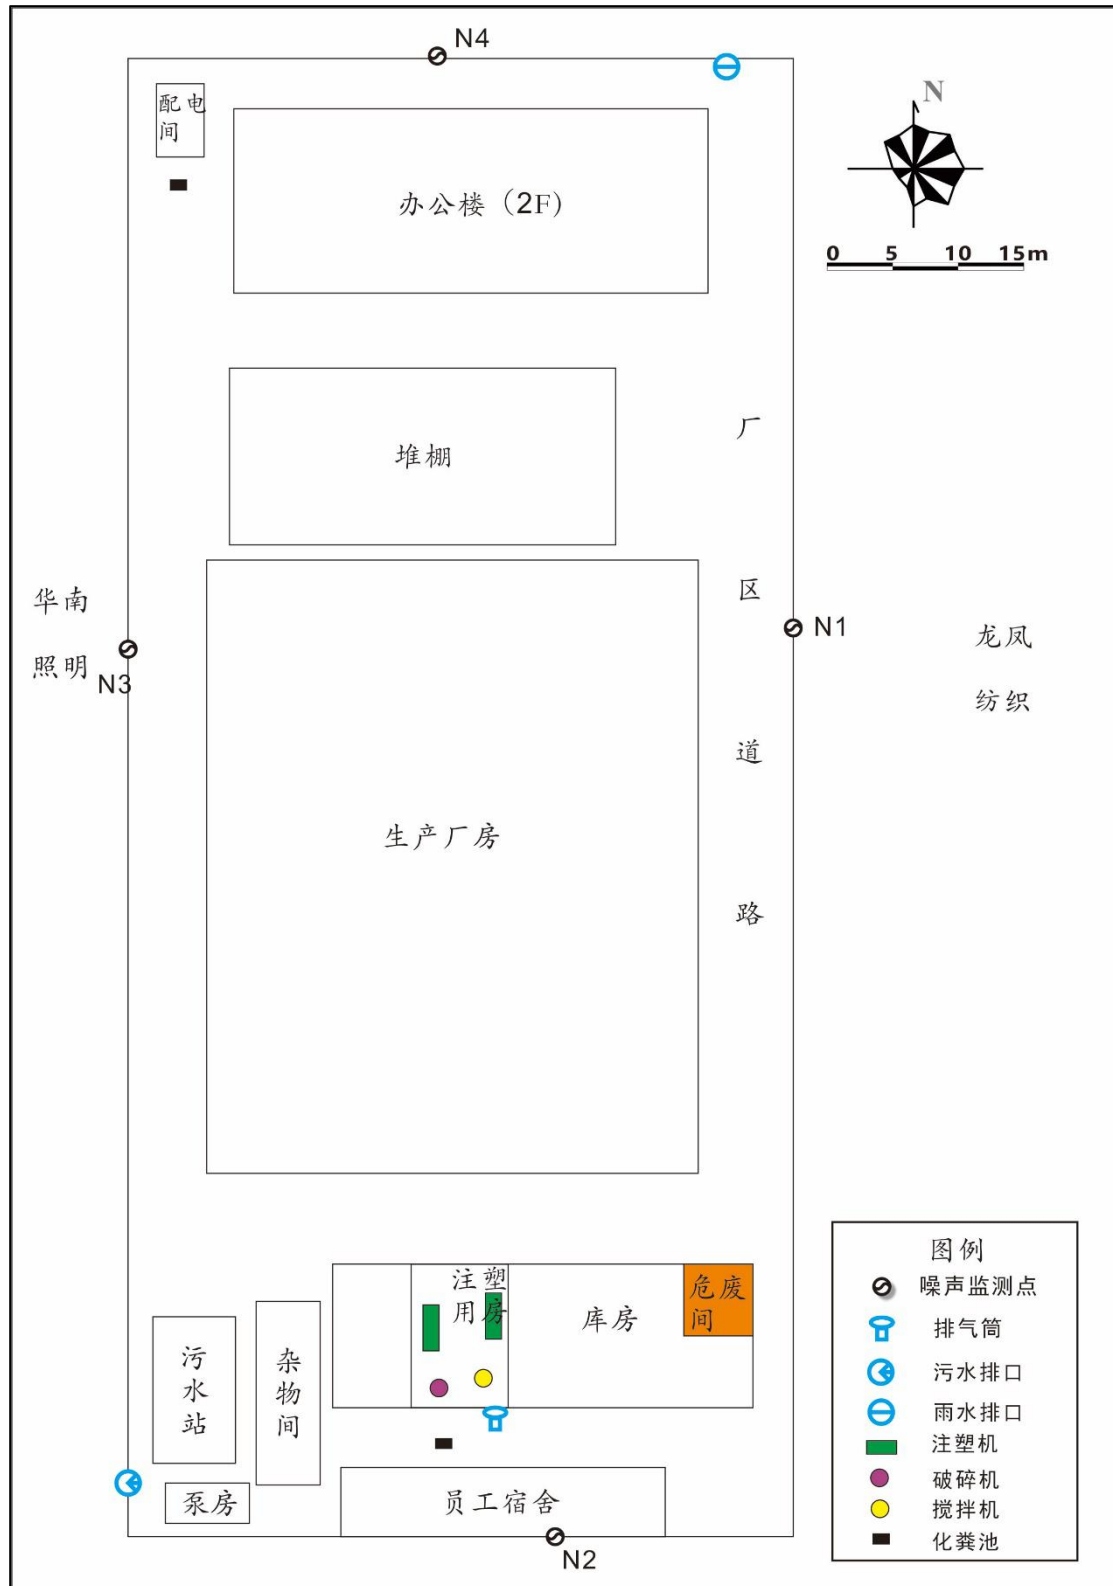 N4
配电
间
N
办公楼（2F）
0 5 10 15m
堆棚
厂
区
道
路
华南
照明
N3
N1
龙凤
纺织
生产厂房
注塑
用房
库房
危废
间
污
水
站
杂
物
间
泵房
员工宿舍
N2
图例
噪声监测点
排气筒
污水排口
雨水排口
注塑机
破碎机
搅拌机
化粪池